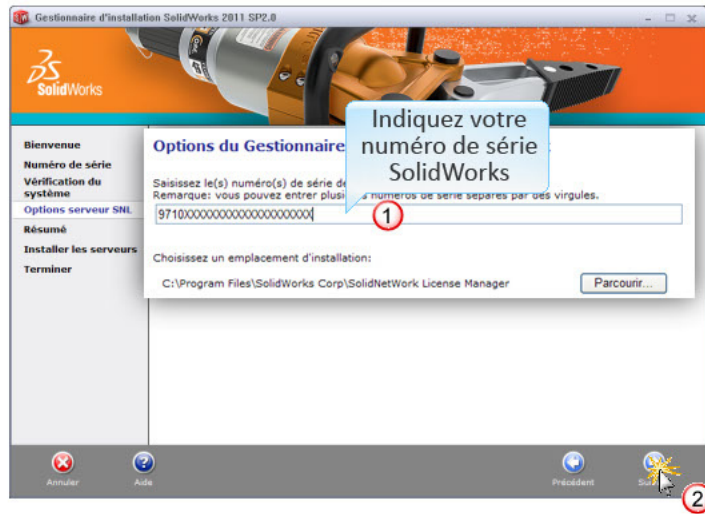 Gestionnaire d'installation SolidWorks 2011 SP2.0
SolidWorks
Bienvenue
Numéro de série
Vérification du
système
Options serveur SNL
Résumé
Installer les serveurs
Terminer
Options du Gestionnaire
Indiquez votre
numéro de série
SolidWorks
Saisissez le(s) numéro(s) de série
Remarque: vous pouvez entrer plusieurs numéros de série séparés par des virgules.
9710XXXXXXXXXXXXXXXXXXXX
1
Choisissez un emplacement d'installation:
C:\Program Files\SolidWorks Corp\SolidNetWork License Manager
Parcourir...
Annuler
Aide
Précédent
2